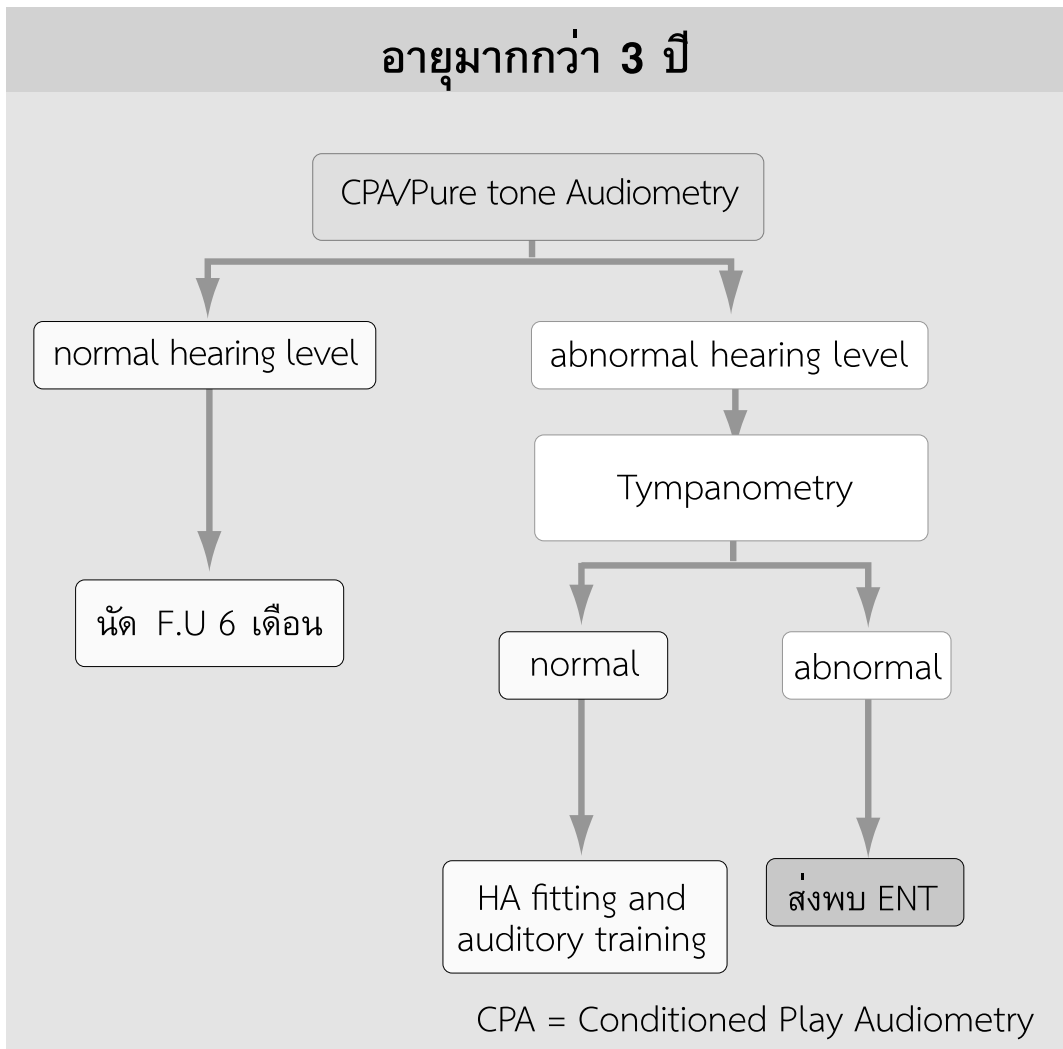 อายุมากกว่า 3 ปี
CPA/Pure tone Audiometry
normal hearing level
abnormal hearing level
Tympanometry
นัด F.U 6 เดือน
normal
abnormal
HA fitting and
auditory training
ส่งพบ ENT
CPA = Conditioned Play Audiometry